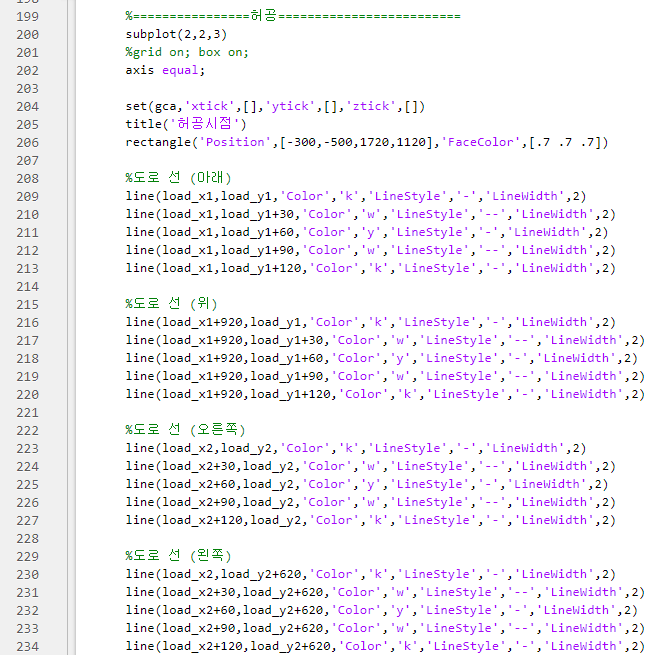 199 %================허공=========================
200 subplot(2,2,3)
201 %grid on; box on;
202 axis equal;
203
204 set(gca,'xtick',[],'ytick',[],'ztick',[])
205 title('허공시점')
206 rectangle('Position',[-300,-500,1720,1120],'FaceColor',[.7 .7 .7])
207
208 %도로 선 (아래)
209 line(load_x1,load_y1,'Color','k','LineStyle','-','LineWidth',2)
210 line(load_x1,load_y1+30,'Color','w','LineStyle','--','LineWidth',2)
211 line(load_x1,load_y1+60,'Color','y','LineStyle','-','LineWidth',2)
212 line(load_x1,load_y1+90,'Color','w','LineStyle','--','LineWidth',2)
213 line(load_x1,load_y1+120,'Color','k','LineStyle','-','LineWidth',2)
214
215 %도로 선 (위)
216 line(load_x1+920,load_y1,'Color','k','LineStyle','-','LineWidth',2)
217 line(load_x1+920,load_y1+30,'Color','w','LineStyle','--','LineWidth',2)
218 line(load_x1+920,load_y1+60,'Color','y','LineStyle','-','LineWidth',2)
219 line(load_x1+920,load_y1+90,'Color','w','LineStyle','--','LineWidth',2)
220 line(load_x1+920,load_y1+120,'Color','k','LineStyle','-','LineWidth',2)
221
222 %도로 선 (오른쪽)
223 line(load_x2,load_y2,'Color','k','LineStyle','-','LineWidth',2)
224 line(load_x2+30,load_y2,'Color','w','LineStyle','--','LineWidth',2)
225 line(load_x2+60,load_y2,'Color','y','LineStyle','-','LineWidth',2)
226 line(load_x2+90,load_y2,'Color','w','LineStyle','--','LineWidth',2)
227 line(load_x2+120,load_y2,'Color','k','LineStyle','-','LineWidth',2)
228
229 %도로 선 (왼쪽)
230 line(load_x2,load_y2+620,'Color','k','LineStyle','-','LineWidth',2)
231 line(load_x2+30,load_y2+620,'Color','w','LineStyle','--','LineWidth',2)
232 line(load_x2+60,load_y2+620,'Color','y','LineStyle','-','LineWidth',2)
233 line(load_x2+90,load_y2+620,'Color','w','LineStyle','--','LineWidth',2)
234 line(load_x2+120,load_y2+620,'Color','k','LineStyle','-','LineWidth',2)